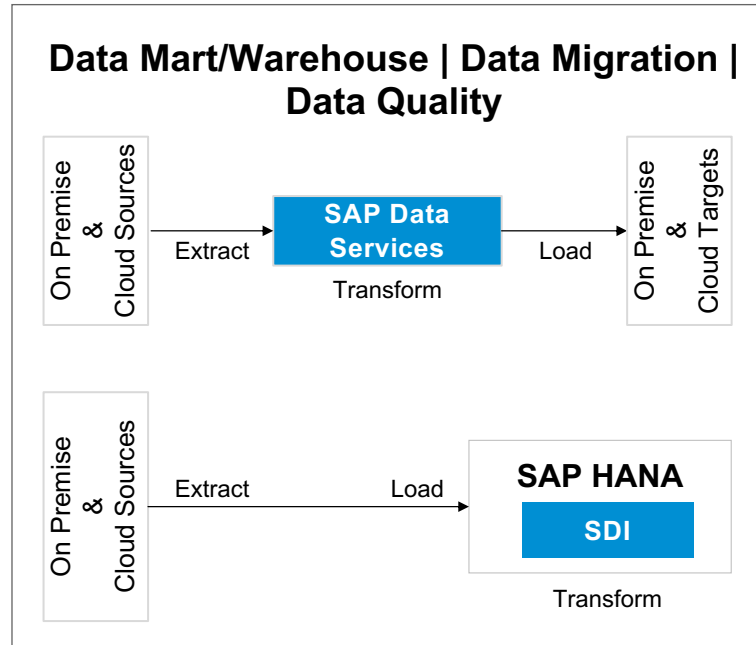 Data Mart/Warehouse | Data Migration |
Data Quality
On Premise
&
Cloud Sources
Extract
SAP Data
Services
Transform
Load
On Premise
&
Cloud Targets
On Premise
&
Cloud Sources
Extract
Load
SAP HANA
SDI
Transform